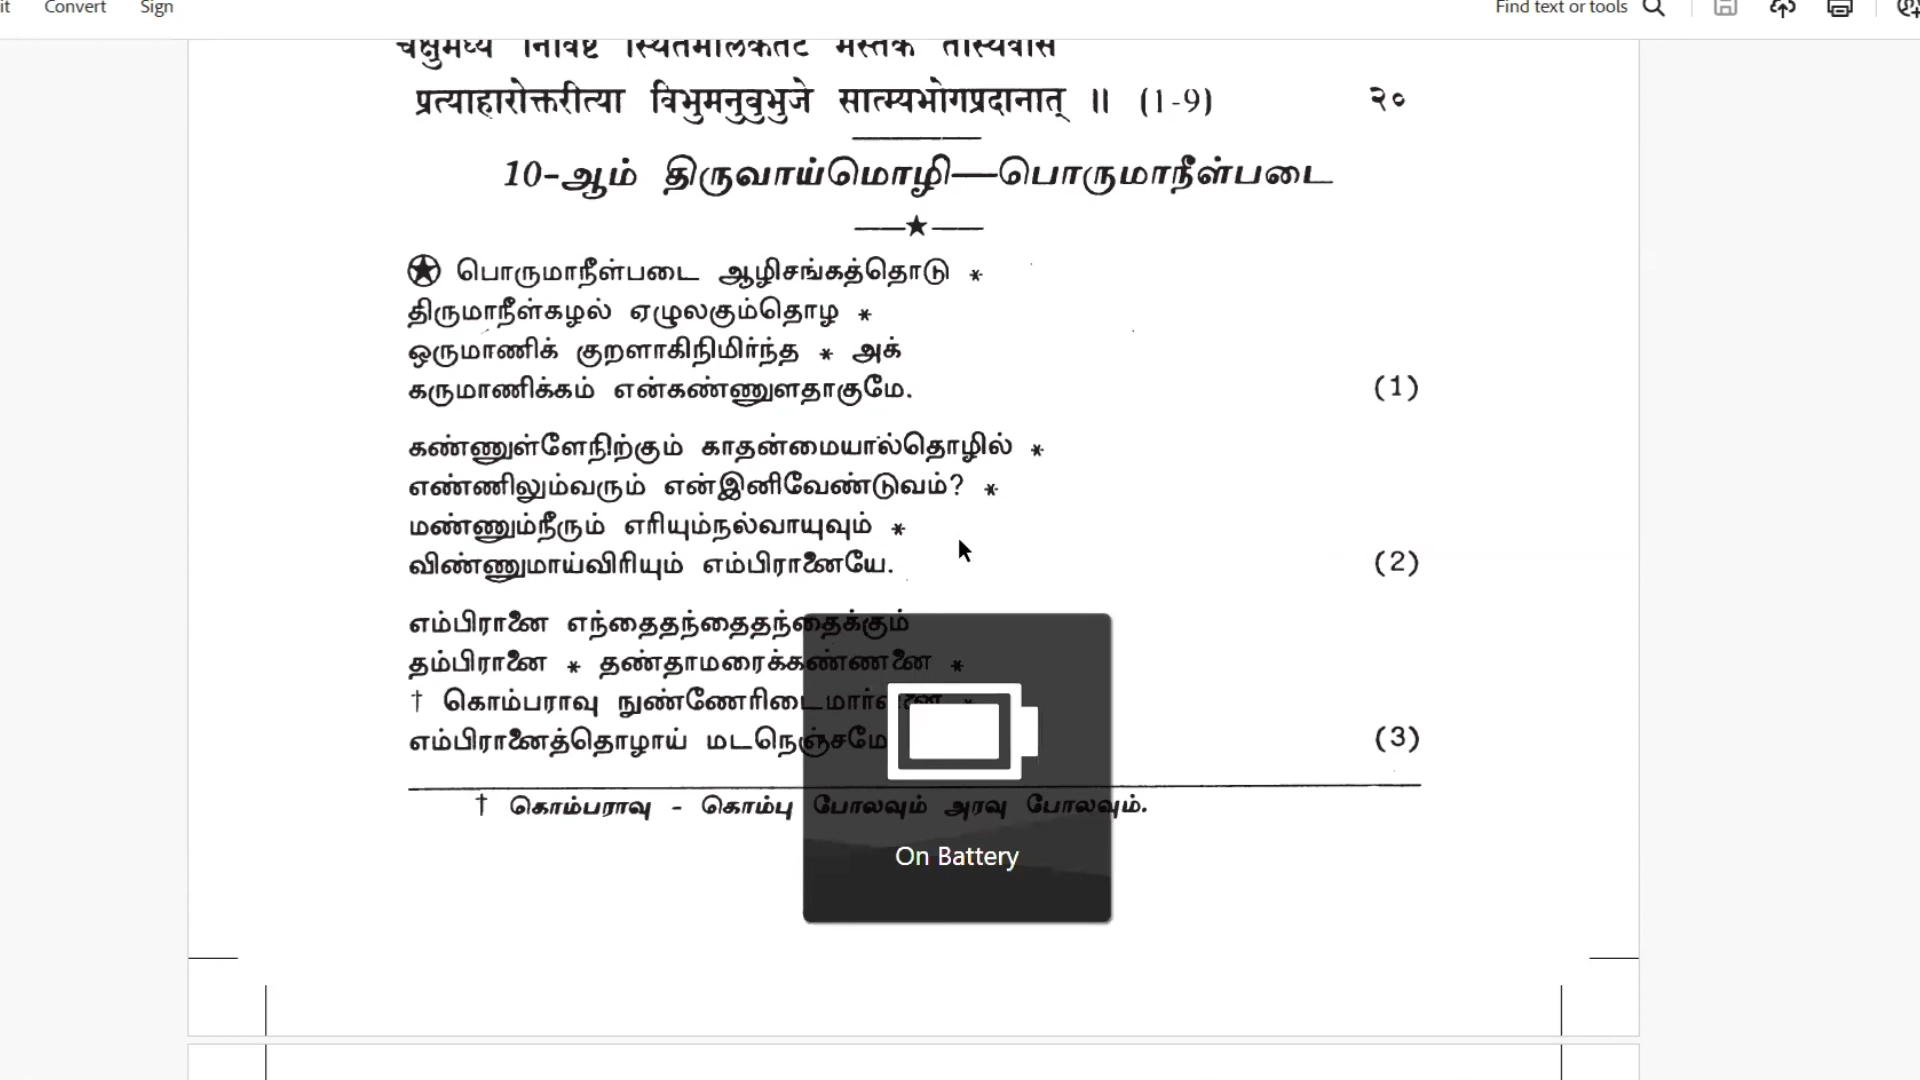 Convert Sign Find text or tools
प्रत्याहारोक्तरीत्या विभुमनुबुभुजे सात्म्यभोगप्रदानात् ॥ (1-9) २०
10-ஆம் திருவாய்மொழி—பொருமாநீள்படை
—★—
✪ பொருமாநீள்படை ஆழிசங்கத்தொடு *
திருமாநீள்கழல் ஏழுலகும்தொழ *
ஒருமாணிக் குறளாகிநிமிர்ந்த * அக்
கருமாணிக்கம் என்கண்ணுளதாகுமே. (1)
கண்ணுள்ளேநிற்கும் காதன்மையால்தொழில் *
எண்ணிலும்வரும் என்இனிவேண்டுவம்? *
மண்ணும்நீரும் எரியும்நல்வாயுவும் *
விண்ணுமாய்விரியும் எம்பிரானையே. (2)
எம்பிரானை எந்தைதந்தைதந்தைக்கும்
தம்பிரானை * தண்தாமரைக்கண்ணனை *
† கொம்பராவு நுண்ணேரிடைமார்வனை *
எம்பிரானைத்தொழாய் மடநெஞ்சமே (3)
† கொம்பராவு - கொம்பு போலவும் அரவு போலவும்.
On Battery